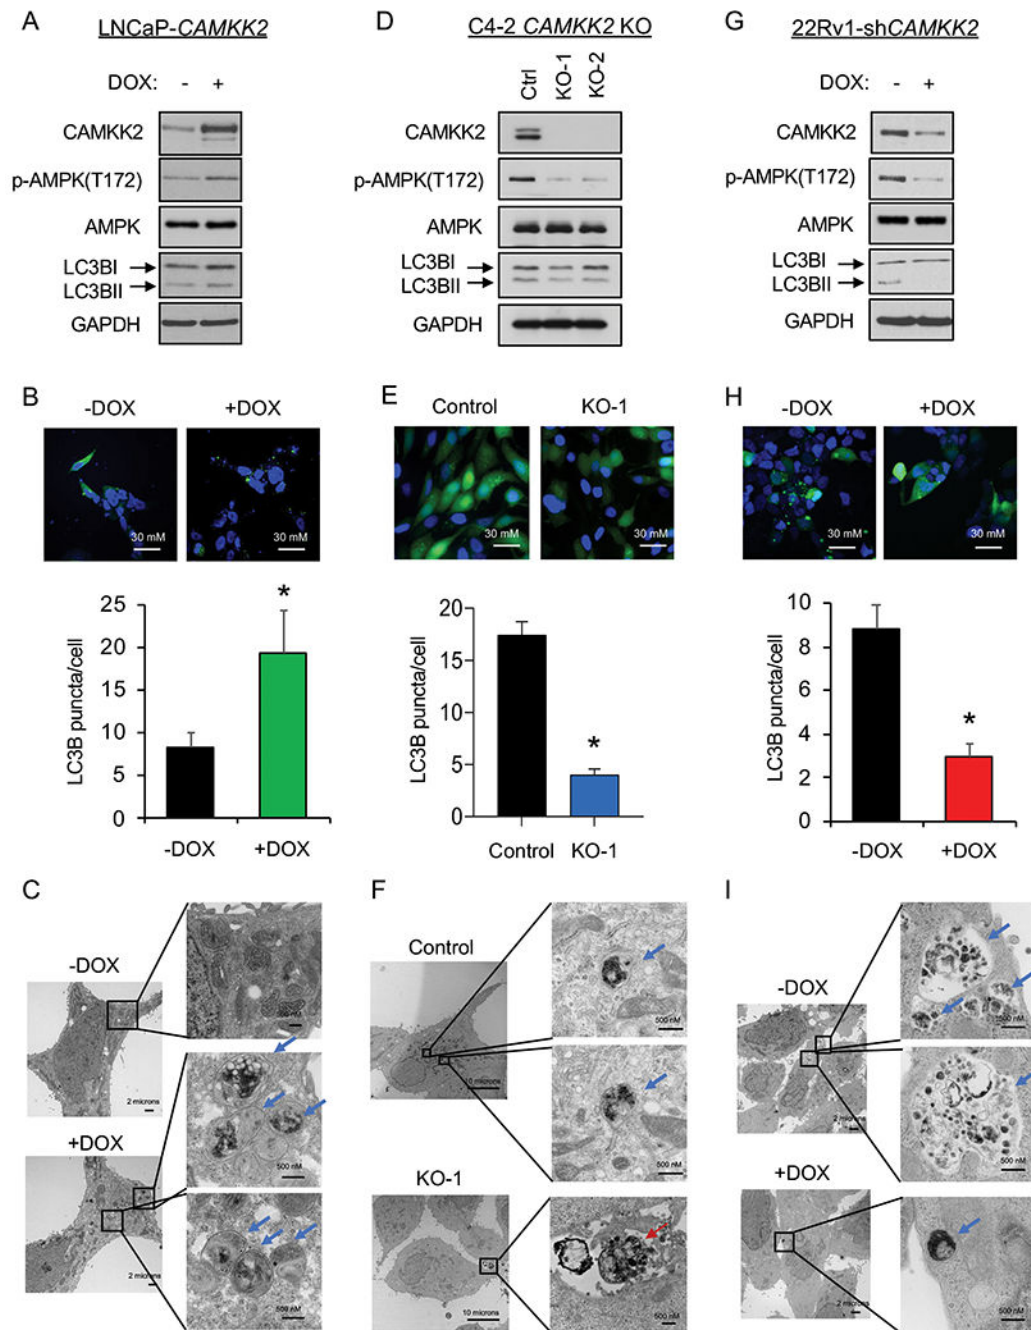 A
LNCaP-CAMKK2
DOX: - +
CAMKK2
p-AMPK(T172)
AMPK
LC3BI
LC3BII
GAPDH
B
-DOX +DOX
30 mM 30 mM
LC3B puncta/cell
25
20
15
10
5
0
*
-DOX +DOX
C
-DOX
2 microns
500 nM
+DOX
2 microns
500 nM
500 nM
D
C4-2 CAMKK2 KO
Ctrl KO-1 KO-2
CAMKK2
p-AMPK(T172)
AMPK
LC3BI
LC3BII
GAPDH
E
Control KO-1
30 mM 30 mM
LC3B puncta/cell
20
15
10
5
0
*
Control KO-1
F
Control
10 microns
500 nM
500 nM
KO-1
10 microns
500 nM
G
22Rv1-shCAMKK2
DOX: - +
CAMKK2
p-AMPK(T172)
AMPK
LC3BI
LC3BII
GAPDH
H
-DOX +DOX
30 mM 30 mM
LC3B puncta/cell
10
8
6
4
2
0
*
-DOX +DOX
I
-DOX
2 microns
500 nM
500 nM
+DOX
2 microns
500 nM